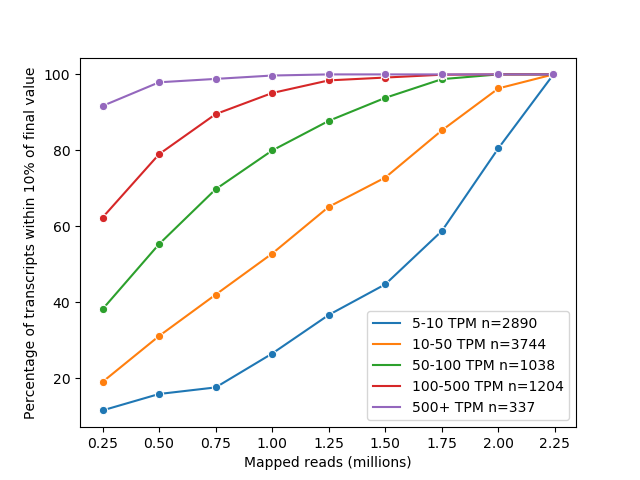 Percentage of transcripts within 10% of final value
100
80
60
40
20
0.25 0.50 0.75 1.00 1.25 1.50 1.75 2.00 2.25
Mapped reads (millions)
5-10 TPM n=2890
10-50 TPM n=3744
50-100 TPM n=1038
100-500 TPM n=1204
500+ TPM n=337